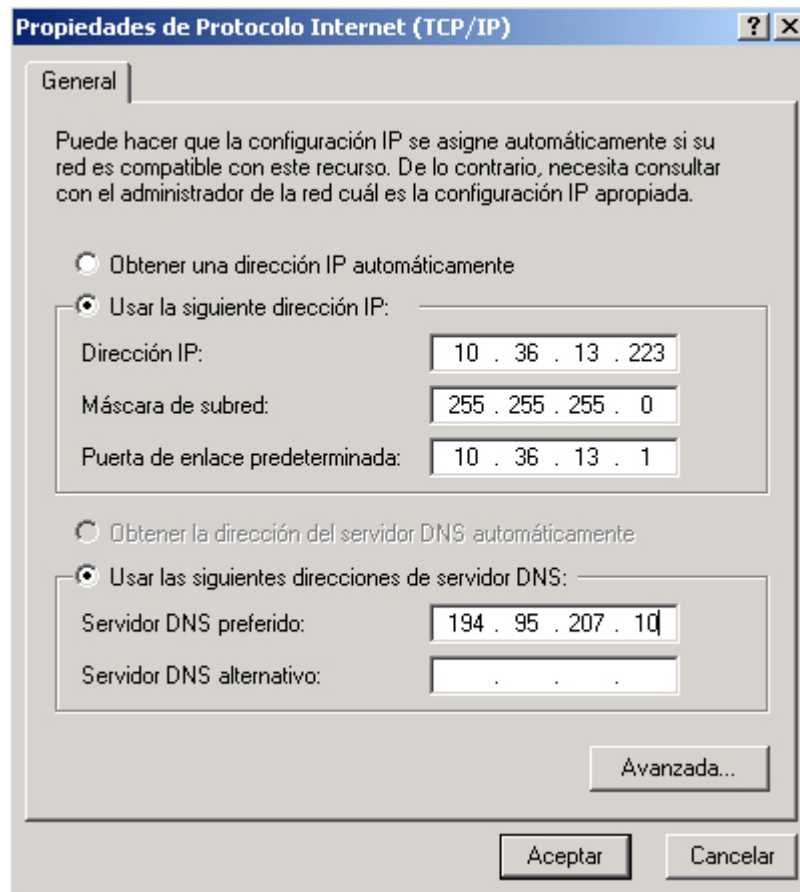 Propiedades de Protocolo Internet (TCP/IP)
General
Puede hacer que la configuración IP se asigne automáticamente si su
red es compatible con este recurso. De lo contrario, necesita consultar
con el administrador de la red cuál es la configuración IP apropiada.
Obtener una dirección IP automáticamente
Usar la siguiente dirección IP:
Dirección IP: 10 . 36 . 13 . 223
Máscara de subred: 255 . 255 . 255 . 0
Puerta de enlace predeterminada: 10 . 36 . 13 . 1
Obtener la dirección del servidor DNS automáticamente
Usar las siguientes direcciones de servidor DNS:
Servidor DNS preferido: 194 . 95 . 207 . 10
Servidor DNS alternativo: . . .
Avanzada...
Aceptar Cancelar